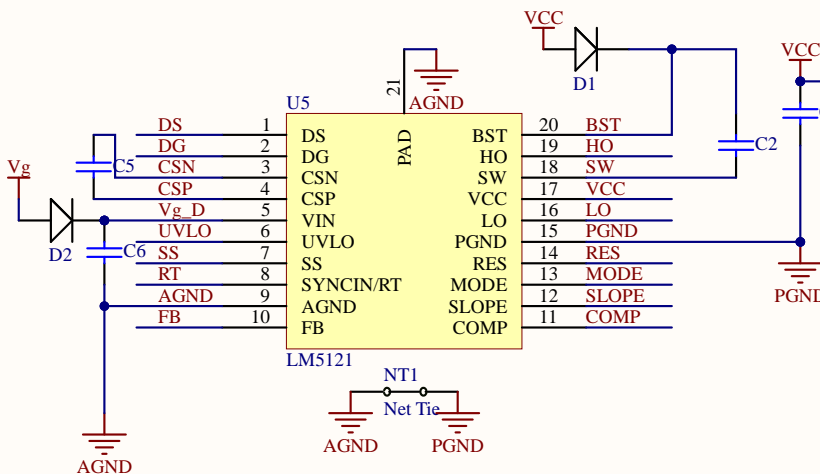 VCC
D1
VCC
C
21
AGND
U5
DS 1 DS BST 20 BST
DG 2 DG HO 19 HO
CSN 3 CSN SW 18 SW
CSP 4 CSP VCC 17 VCC
Vg_D 5 VIN LO 16 LO
UVLO 6 UVLO PGND 15 PGND
SS 7 SS RES 14 RES
RT 8 SYNCIN/RT MODE 13 MODE
AGND 9 AGND SLOPE 12 SLOPE
FB 10 FB COMP 11 COMP
PAD
C5
C2
Vg
D2
C6
PGND
LM5121
NT1
Net Tie
AGND
PGND
AGND